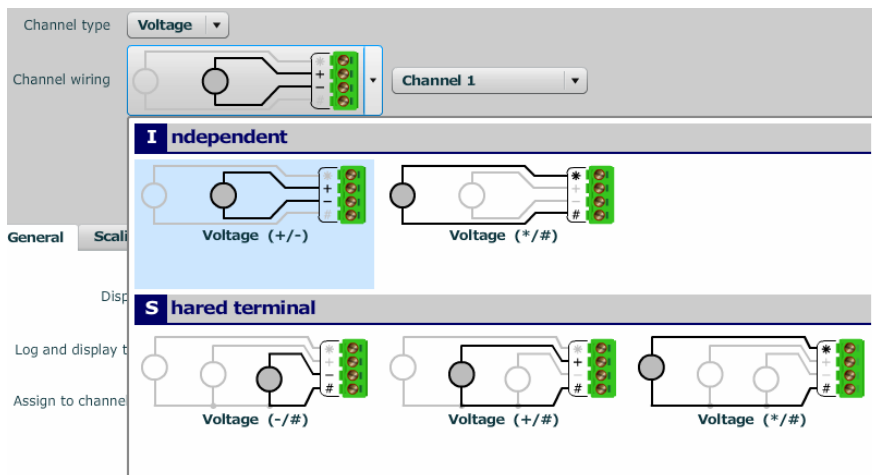 Channel type Voltage
Channel wiring * + − # Channel 1
Independent
* + − # * + − #
Voltage (+/-) Voltage (*/#)
General Scali
Disp
Shared terminal
Log and display t * + − # * + − # * + − #
Assign to channel
Voltage (-/#) Voltage (+/#) Voltage (*/#)